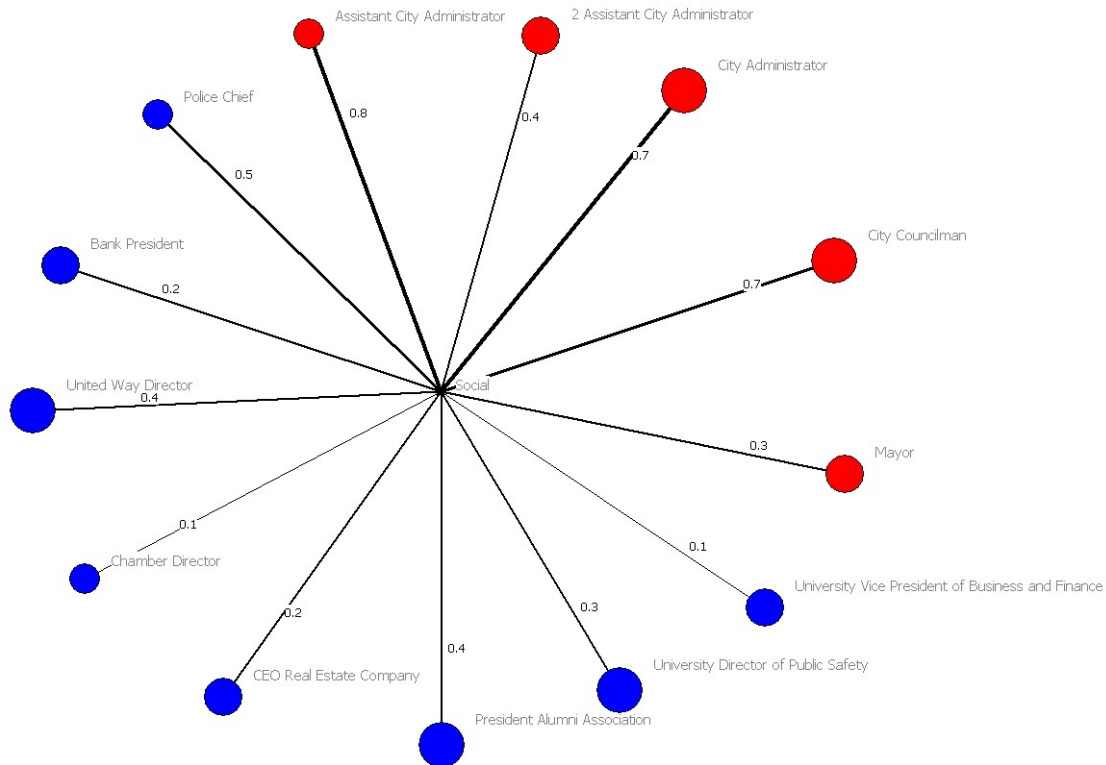 Assistant City Administrator
2 Assistant City Administrator
City Administrator
Police Chief
0.8
0.4
0.7
0.5
City Councilman
Bank President
0.2
0.7
United Way Director
0.4
Social
0.3
Mayor
0.1
Chamber Director
0.1
University Vice President of Business and Finance
0.2
0.3
0.4
University Director of Public Safety
CEO Real Estate Company
President Alumni Association